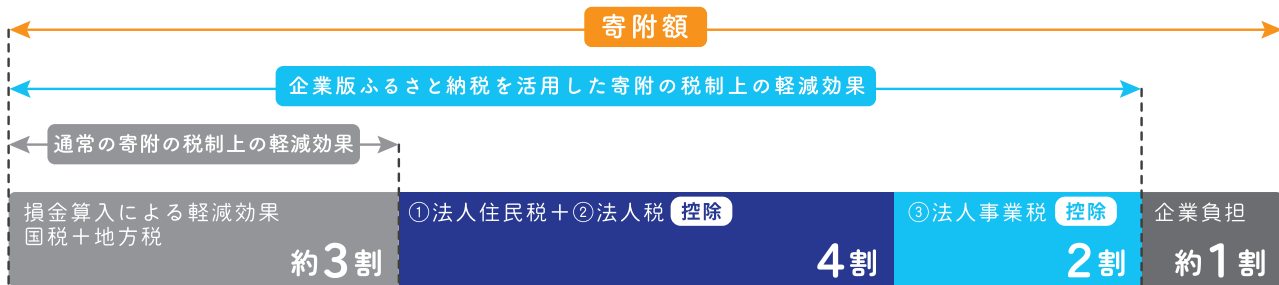 寄附額
企業版ふるさと納税を活用した寄附の税制上の軽減効果
通常の寄附の税制上の軽減効果
損金算入による軽減効果
国税＋地方税
約3割
①法人住民税＋②法人税 控除
4割
③法人事業税 控除
2割
企業負担
約1割